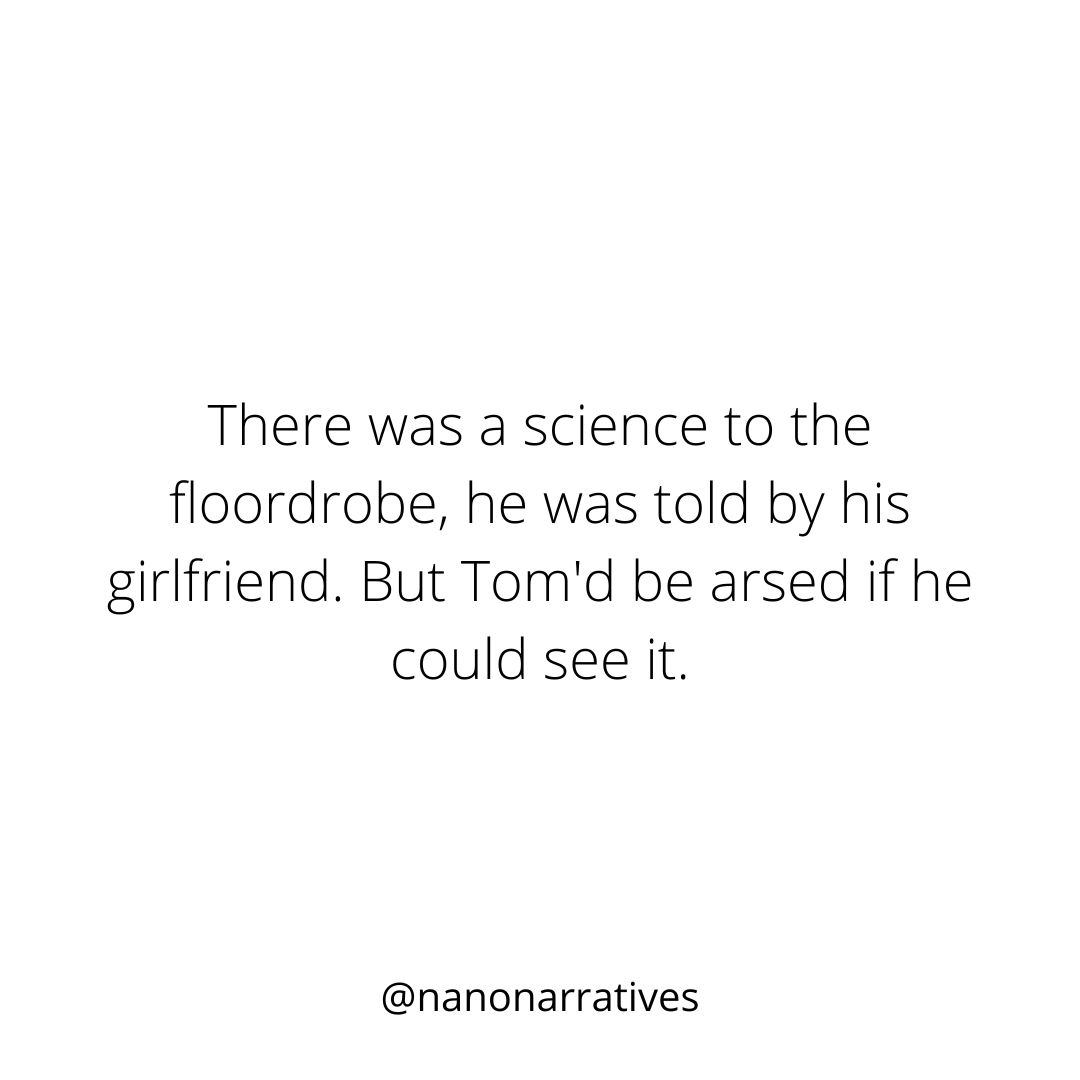 There was a science to the
floordrobe, he was told by his
girlfriend. But Tom'd be arsed if he
could see it.
@nanonarratives